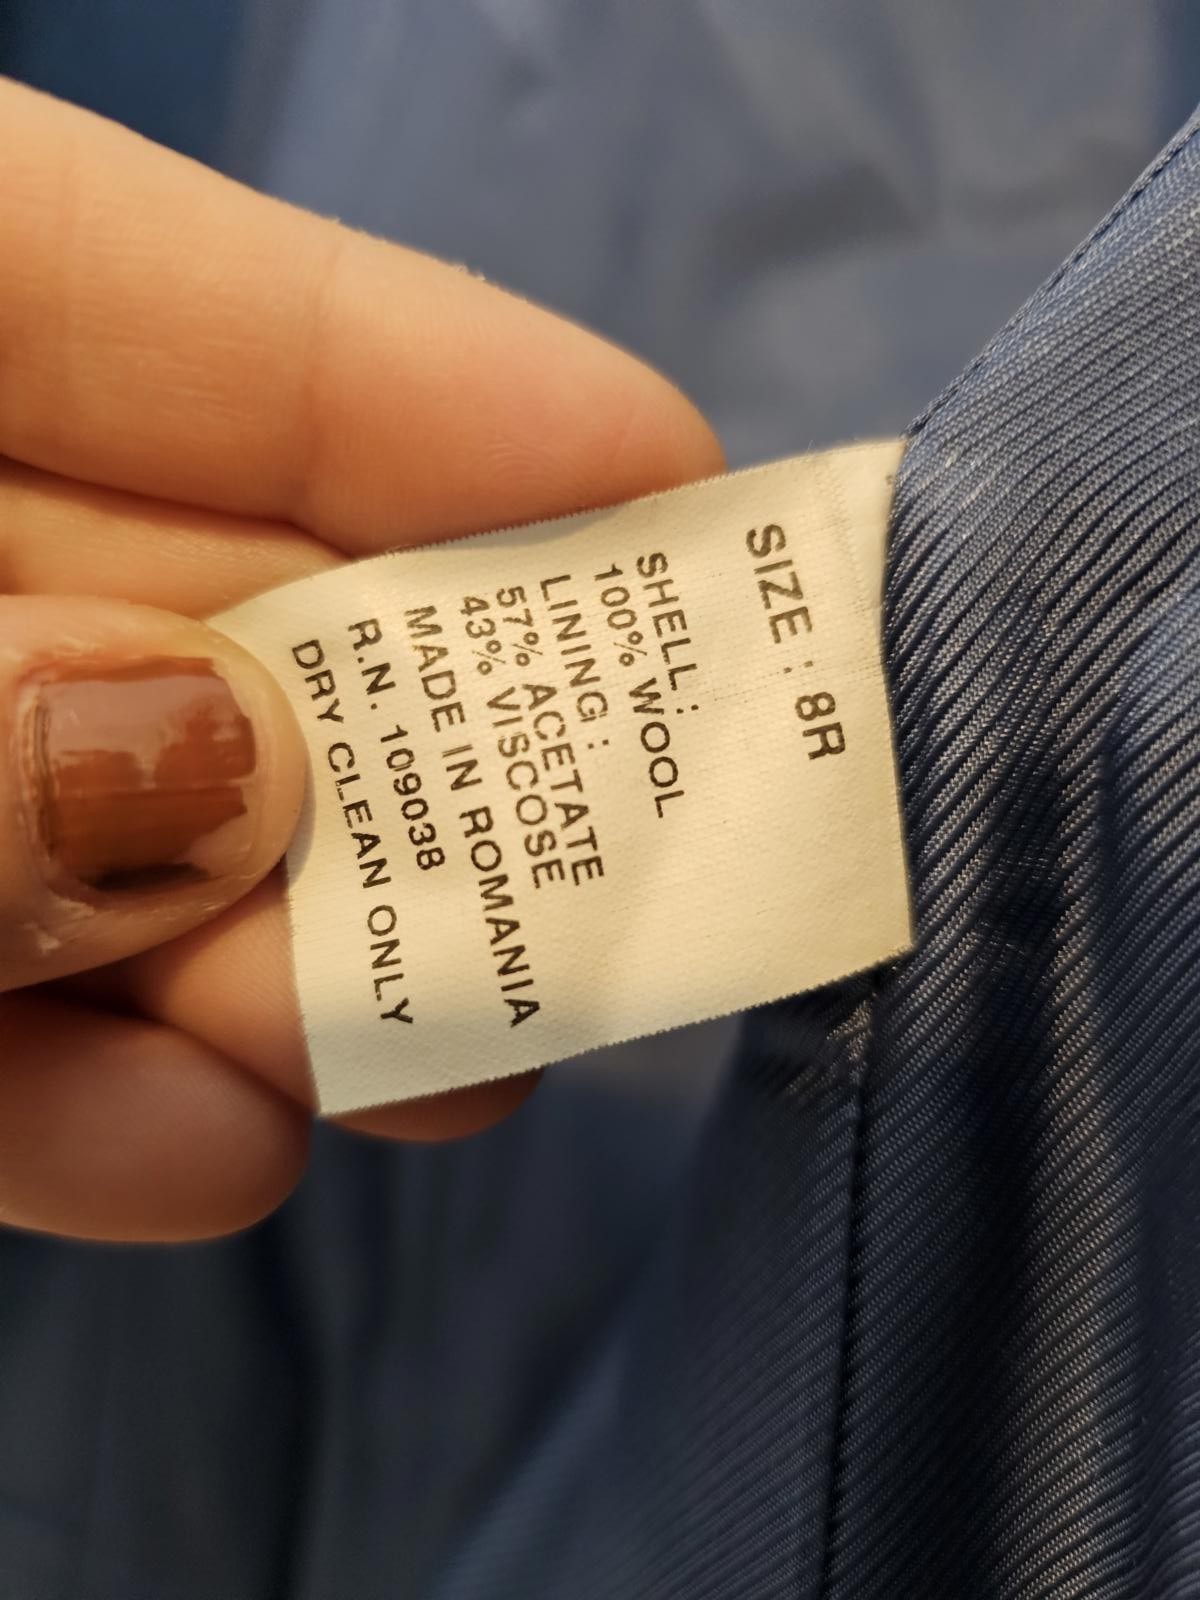 SIZE : 8R
SHELL :
100% WOOL
LINING :
57% ACETATE
43% VISCOSE
MADE IN ROMANIA
R.N. 109038
DRY CLEAN ONLY